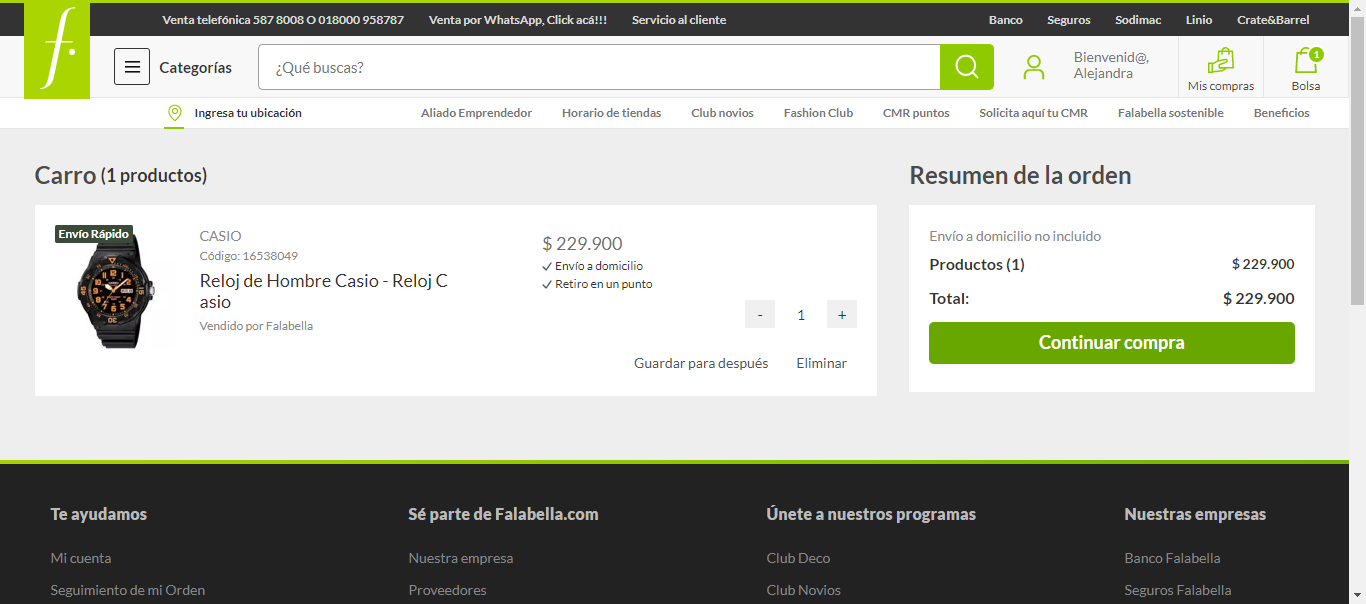 Venta telefónica 587 8008 O 018000 958787 Venta por WhatsApp, Click acá!!! Servicio al cliente Banco Seguros Sodimac Linio Crate&Barrel
f.
Categorías
¿Qué buscas?
Bienvenid@,
Alejandra
Mis compras
1
Bolsa
Ingresa tu ubicación Aliado Emprendedor Horario de tiendas Club novios Fashion Club CMR puntos Solicita aquí tu CMR Falabella sostenible Beneficios
Carro (1 productos)
Envío Rápido
CASIO
Código: 16538049
Reloj de Hombre Casio - Reloj C
asio
Vendido por Falabella
$ 229.900
Envío a domicilio
Retiro en un punto
- 1 +
Guardar para después Eliminar
Resumen de la orden
Envío a domicilio no incluido
Productos (1) $ 229.900
Total: $ 229.900
Continuar compra
Te ayudamos Sé parte de Falabella.com Únete a nuestros programas Nuestras empresas
Mi cuenta Nuestra empresa Club Deco Banco Falabella
Seguimiento de mi Orden Proveedores Club Novios Seguros Falabella